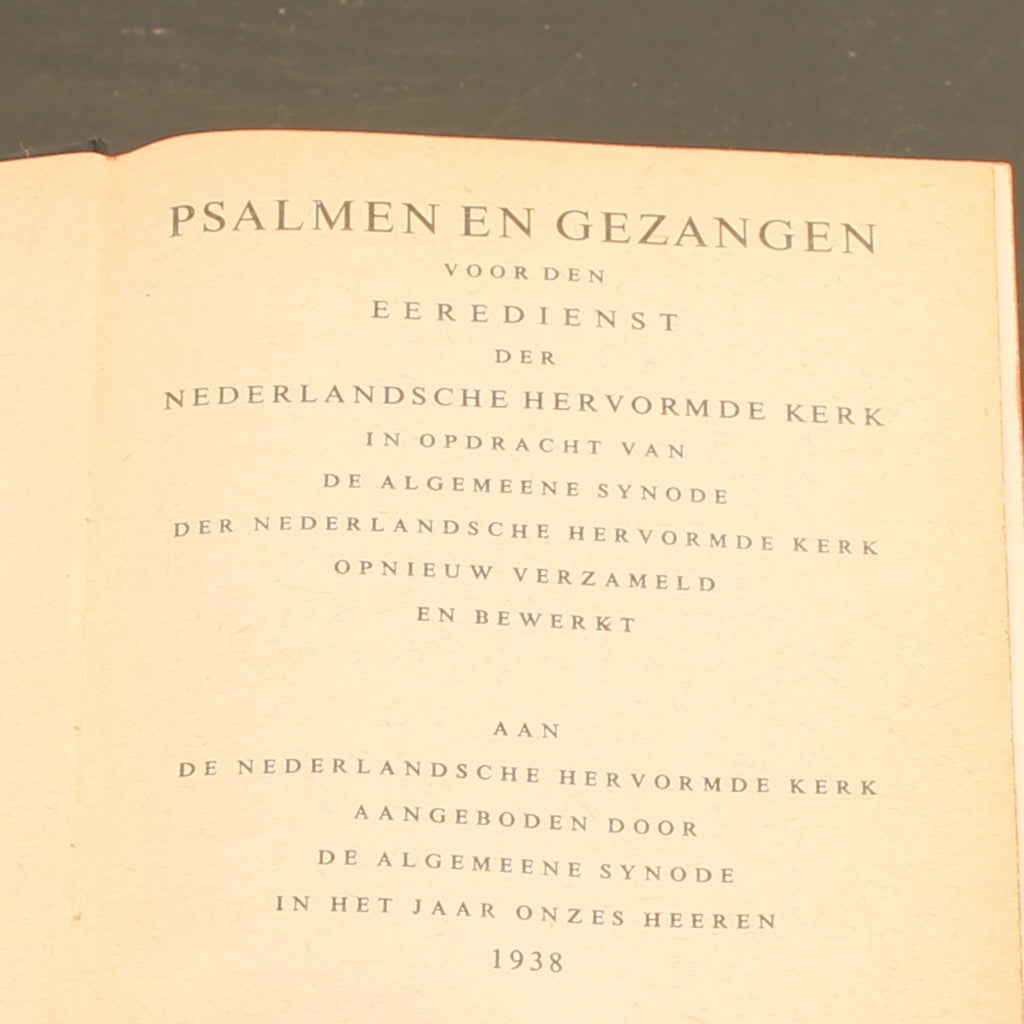 PSALMEN EN GEZANGEN
VOOR DEN
EEREDIENST
DER
NEDERLANDSCHE HERVORMDE KERK
IN OPDRACHT VAN
DE ALGEMEENE SYNODE
DER NEDERLANDSCHE HERVORMDE KERK
OPNIEUW VERZAMELD
EN BEWERKT
AAN
DE NEDERLANDSCHE HERVORMDE KERK
AANGEBODEN DOOR
DE ALGEMEENE SYNODE
IN HET JAAR ONZES HEEREN
1938